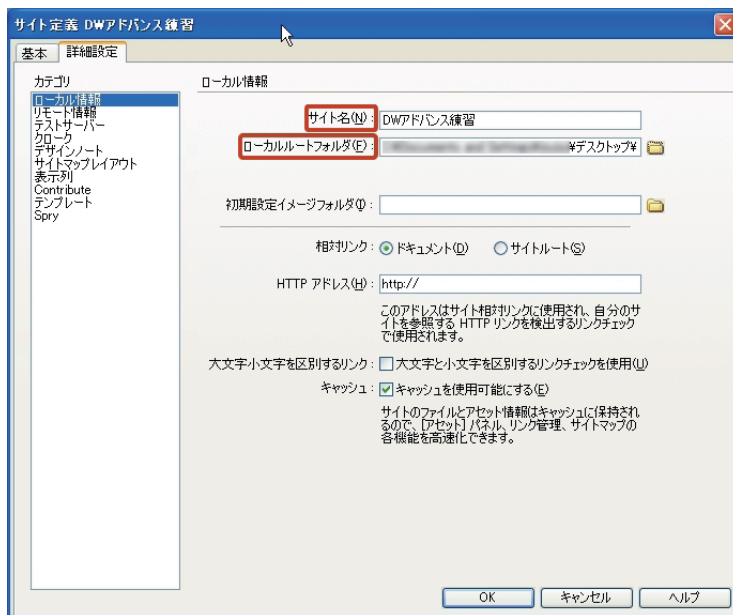 サイト定義 DWアドバンス練習
基本 詳細設定
カテゴリ
ローカル情報
リモート情報
テストサーバー
クローク
デザインノート
サイトマップレイアウト
表示列
Contribute
テンプレート
Spry
ローカル情報
サイト名(N): DWアドバンス練習
ローカルルートフォルダ(F): ¥デスクトップ¥
初期設定イメージフォルダ(I):
相対リンク: ドキュメント(D) サイトルート(S)
HTTP アドレス(H): http://
このアドレスはサイト相対リンクに使用され、自分のサ
イトを参照する HTTP リンクを検出するリンクチェック
で使用されます。
大文字小文字を区別するリンク: 大文字と小文字を区別するリンクチェックを使用(U)
キャッシュ: キャッシュを使用可能にする(E)
サイトのファイルとアセット情報はキャッシュに保持され
るので、[アセット] パネル、リンク管理、サイトマップの
各機能を高速化できます。
OK キャンセル ヘルプ